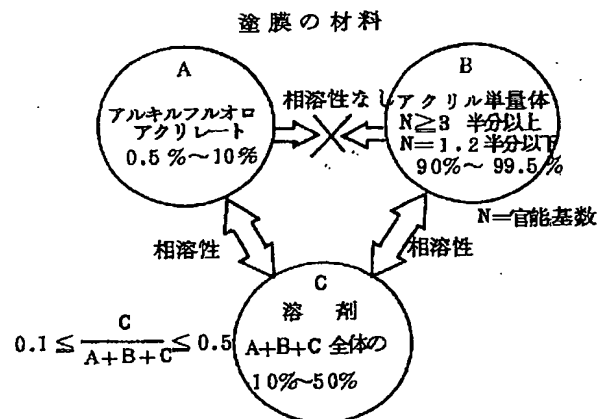 塗膜の材料
A
アルキルフルオロ
アクリレート
0.5%~10%
相溶性なし
B
アクリル単量体
N≧3 半分以上
N=1.2半分以下
90%~99.5%
N=官能基数
相溶性
相溶性
C
溶剤
A+B+C全体の
10%~50%
0.1≦ C/A+B+C ≦0.5